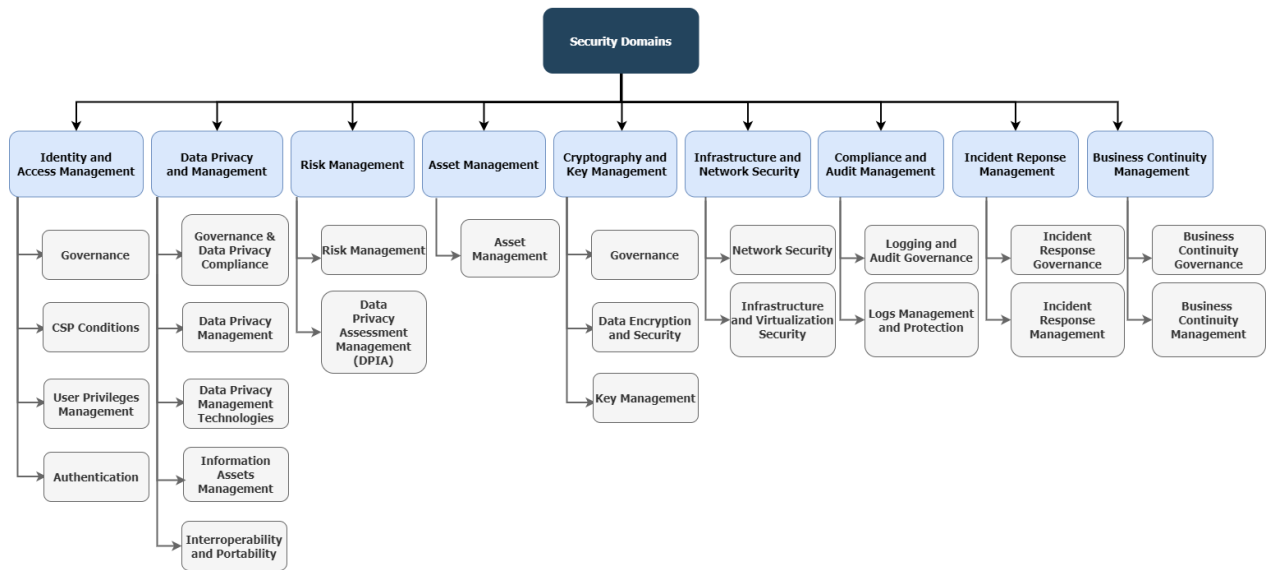 Security Domains
Identity and
Access Management
Data Privacy
and Management
Risk Management
Asset Management
Cryptography and
Key Management
Infrastructure and
Network Security
Compliance and
Audit Management
Incident Reponse
Management
Business Continuity
Management
Governance
CSP Conditions
User Privileges
Management
Authentication
Governance &
Data Privacy
Compliance
Data Privacy
Management
Data Privacy
Management
Technologies
Information
Assets
Management
Interroperability
and Portability
Risk Management
Data
Privacy
Assessment
Management
(DPIA)
Asset
Management
Governance
Data Encryption
and Security
Key Management
Network Security
Infrastructure
and Virtualization
Security
Logging and
Audit Governance
Logs Management
and Protection
Incident
Response
Governance
Incident
Response
Management
Business
Continuity
Governance
Business
Continuity
Management